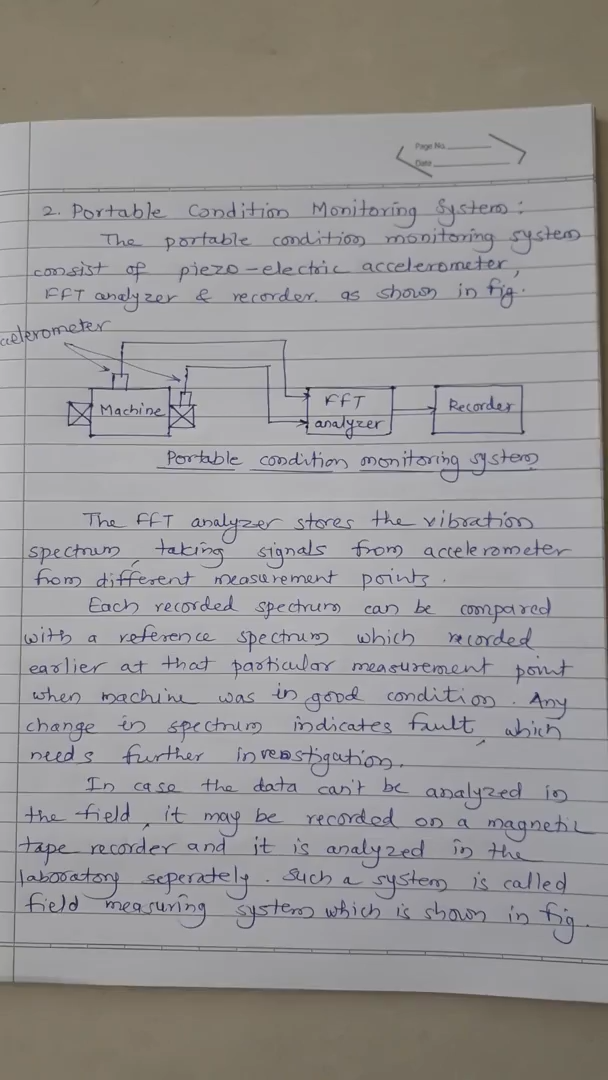 Page No.
Date
2. Portable Condition Monitoring System:
The portable condition monitoring system
consist of piezo-electric accelerometer,
FFT analyzer & recorder. as shown in fig.
celerometer
Machine
FFT
analyzer
Recorder
Portable condition monitoring system
The FFT analyzer stores the vibration
spectrum, taking signals from accelerometer
from different measurement points.
Each recorded spectrum can be compared
with a reference spectrum which recorded
earlier at that particular measurement point
when machine was in good condition. Any
change in spectrum indicates fault, which
needs further investigation.
In case the data can't be analyzed in
the field, it may be recorded on a magnetic
tape recorder and it is analyzed in the
laboratory seperately. Such a system is called
field measuring system which is shown in fig.